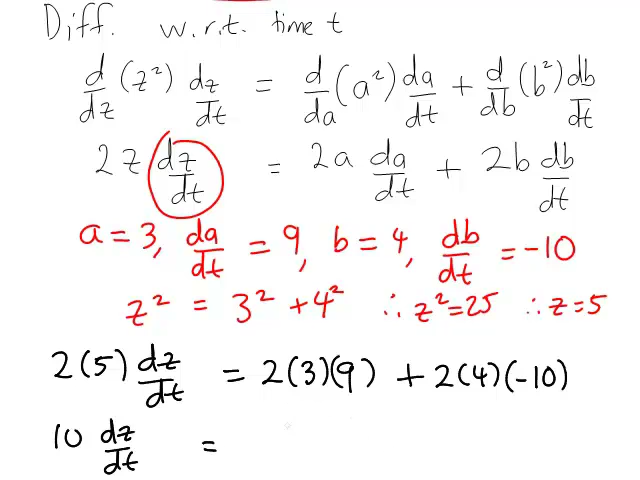 Diff. w.r.t. time t
d/dz (z²) dz/dt = d/da (a²) da/dt + d/db (b²) db/dt
2z dz/dt = 2a da/dt + 2b db/dt
a = 3, da/dt = 9, b = 4, db/dt = -10
z² = 3² + 4² ∴ z² = 25 ∴ z = 5
2(5) dz/dt = 2(3)(9) + 2(4)(-10)
10 dz/dt =